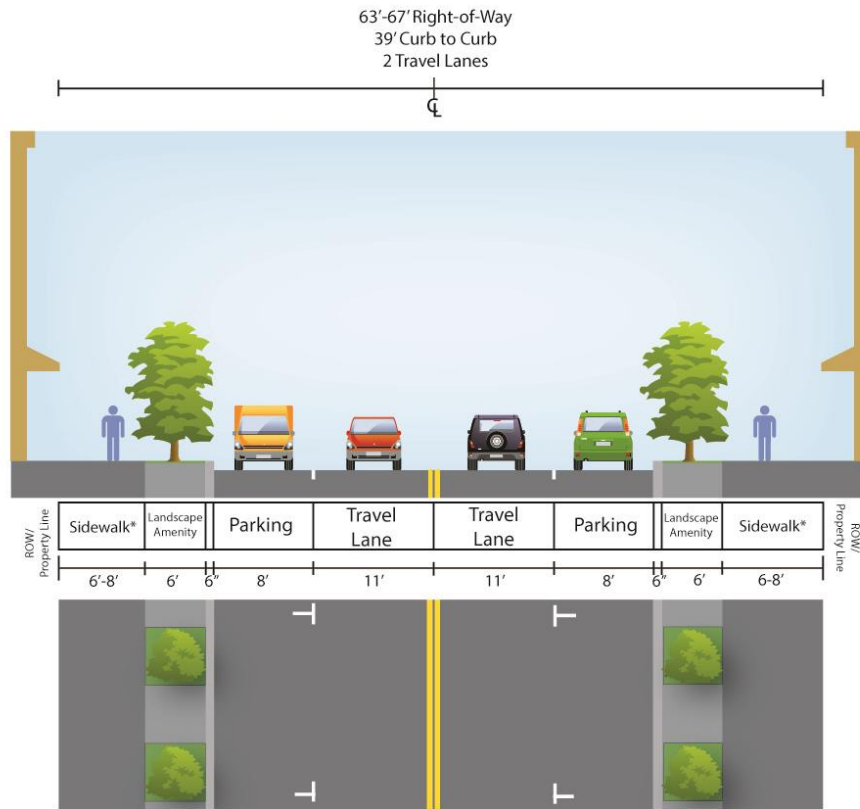 63'-67' Right-of-Way
39' Curb to Curb
2 Travel Lanes
℄
ROW/
Property Line
Sidewalk*
Landscape
Amenity
Parking
Travel
Lane
Travel
Lane
Parking
Landscape
Amenity
Sidewalk*
ROW/
Property Line
6'-8'
6'
6"
8'
11'
11'
8'
6"
6'
6-8'